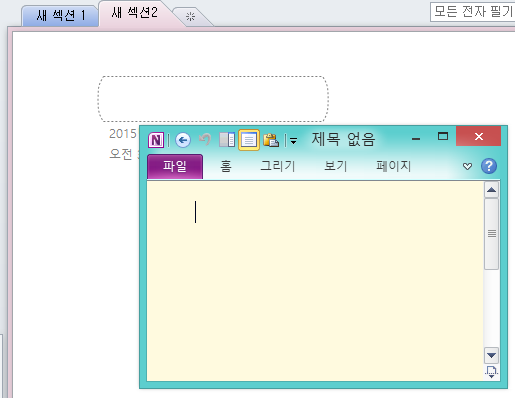 새 섹션 1
새 섹션2
모든 전자 필기
2015
오전
제목 없음
파일 홈 그리기 보기 페이지